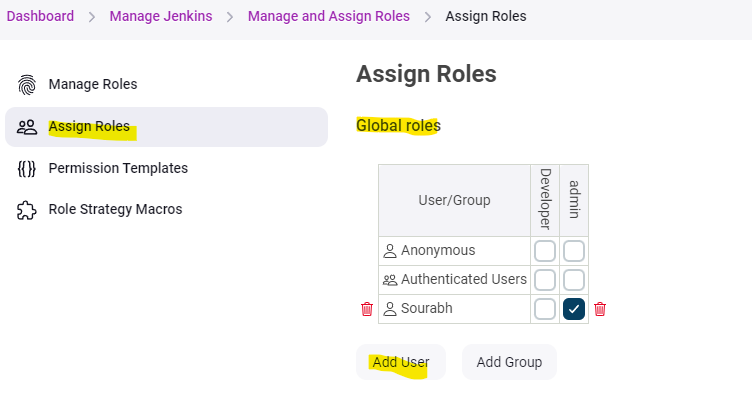 Dashboard > Manage Jenkins > Manage and Assign Roles > Assign Roles
Manage Roles
Assign Roles
Permission Templates
Role Strategy Macros
Assign Roles
Global roles
User/Group Developer admin
Anonymous
Authenticated Users
Sourabh
Add User Add Group